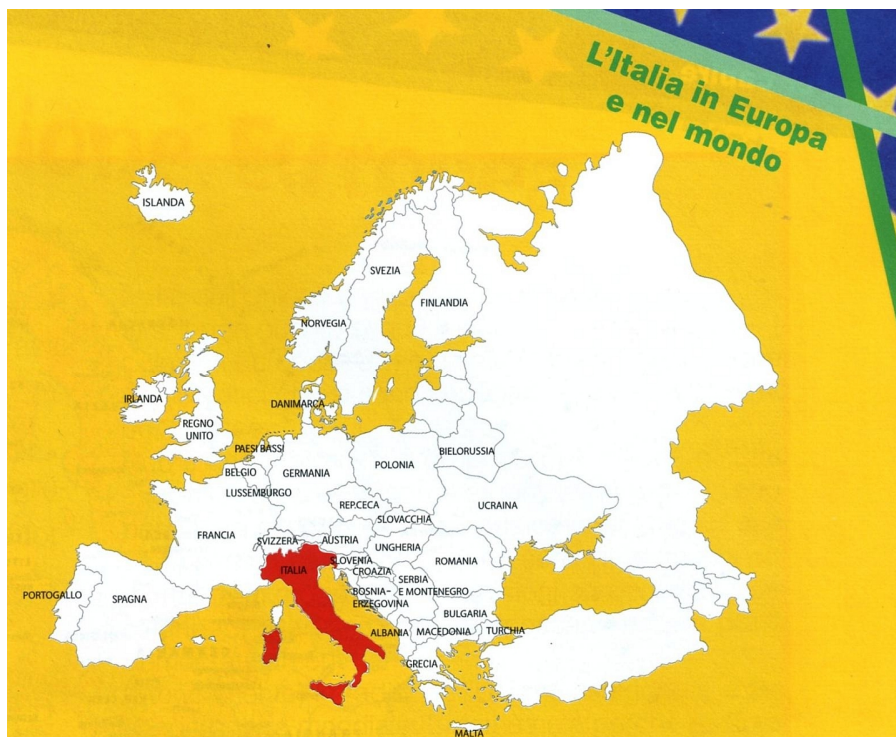 L'Italia in Europa
e nel mondo
ISLANDA
SVEZIA
FINLANDIA
NORVEGIA
IRLANDA
DANIMARCA
REGNO
UNITO
PAESI BASSI
BIELORUSSIA
BELGIO
GERMANIA
POLONIA
LUSSEMBURGO
REP.CECA
UCRAINA
SLOVACCHIA
FRANCIA
SVIZZERA
AUSTRIA
UNGHERIA
ROMANIA
ITALIA
SLOVENIA
CROAZIA
SERBIA
E MONTENEGRO
BOSNIA-
ERZEGOVINA
PORTOGALLO
SPAGNA
BULGARIA
ALBANIA
MACEDONIA
TURCHIA
GRECIA
MALTA